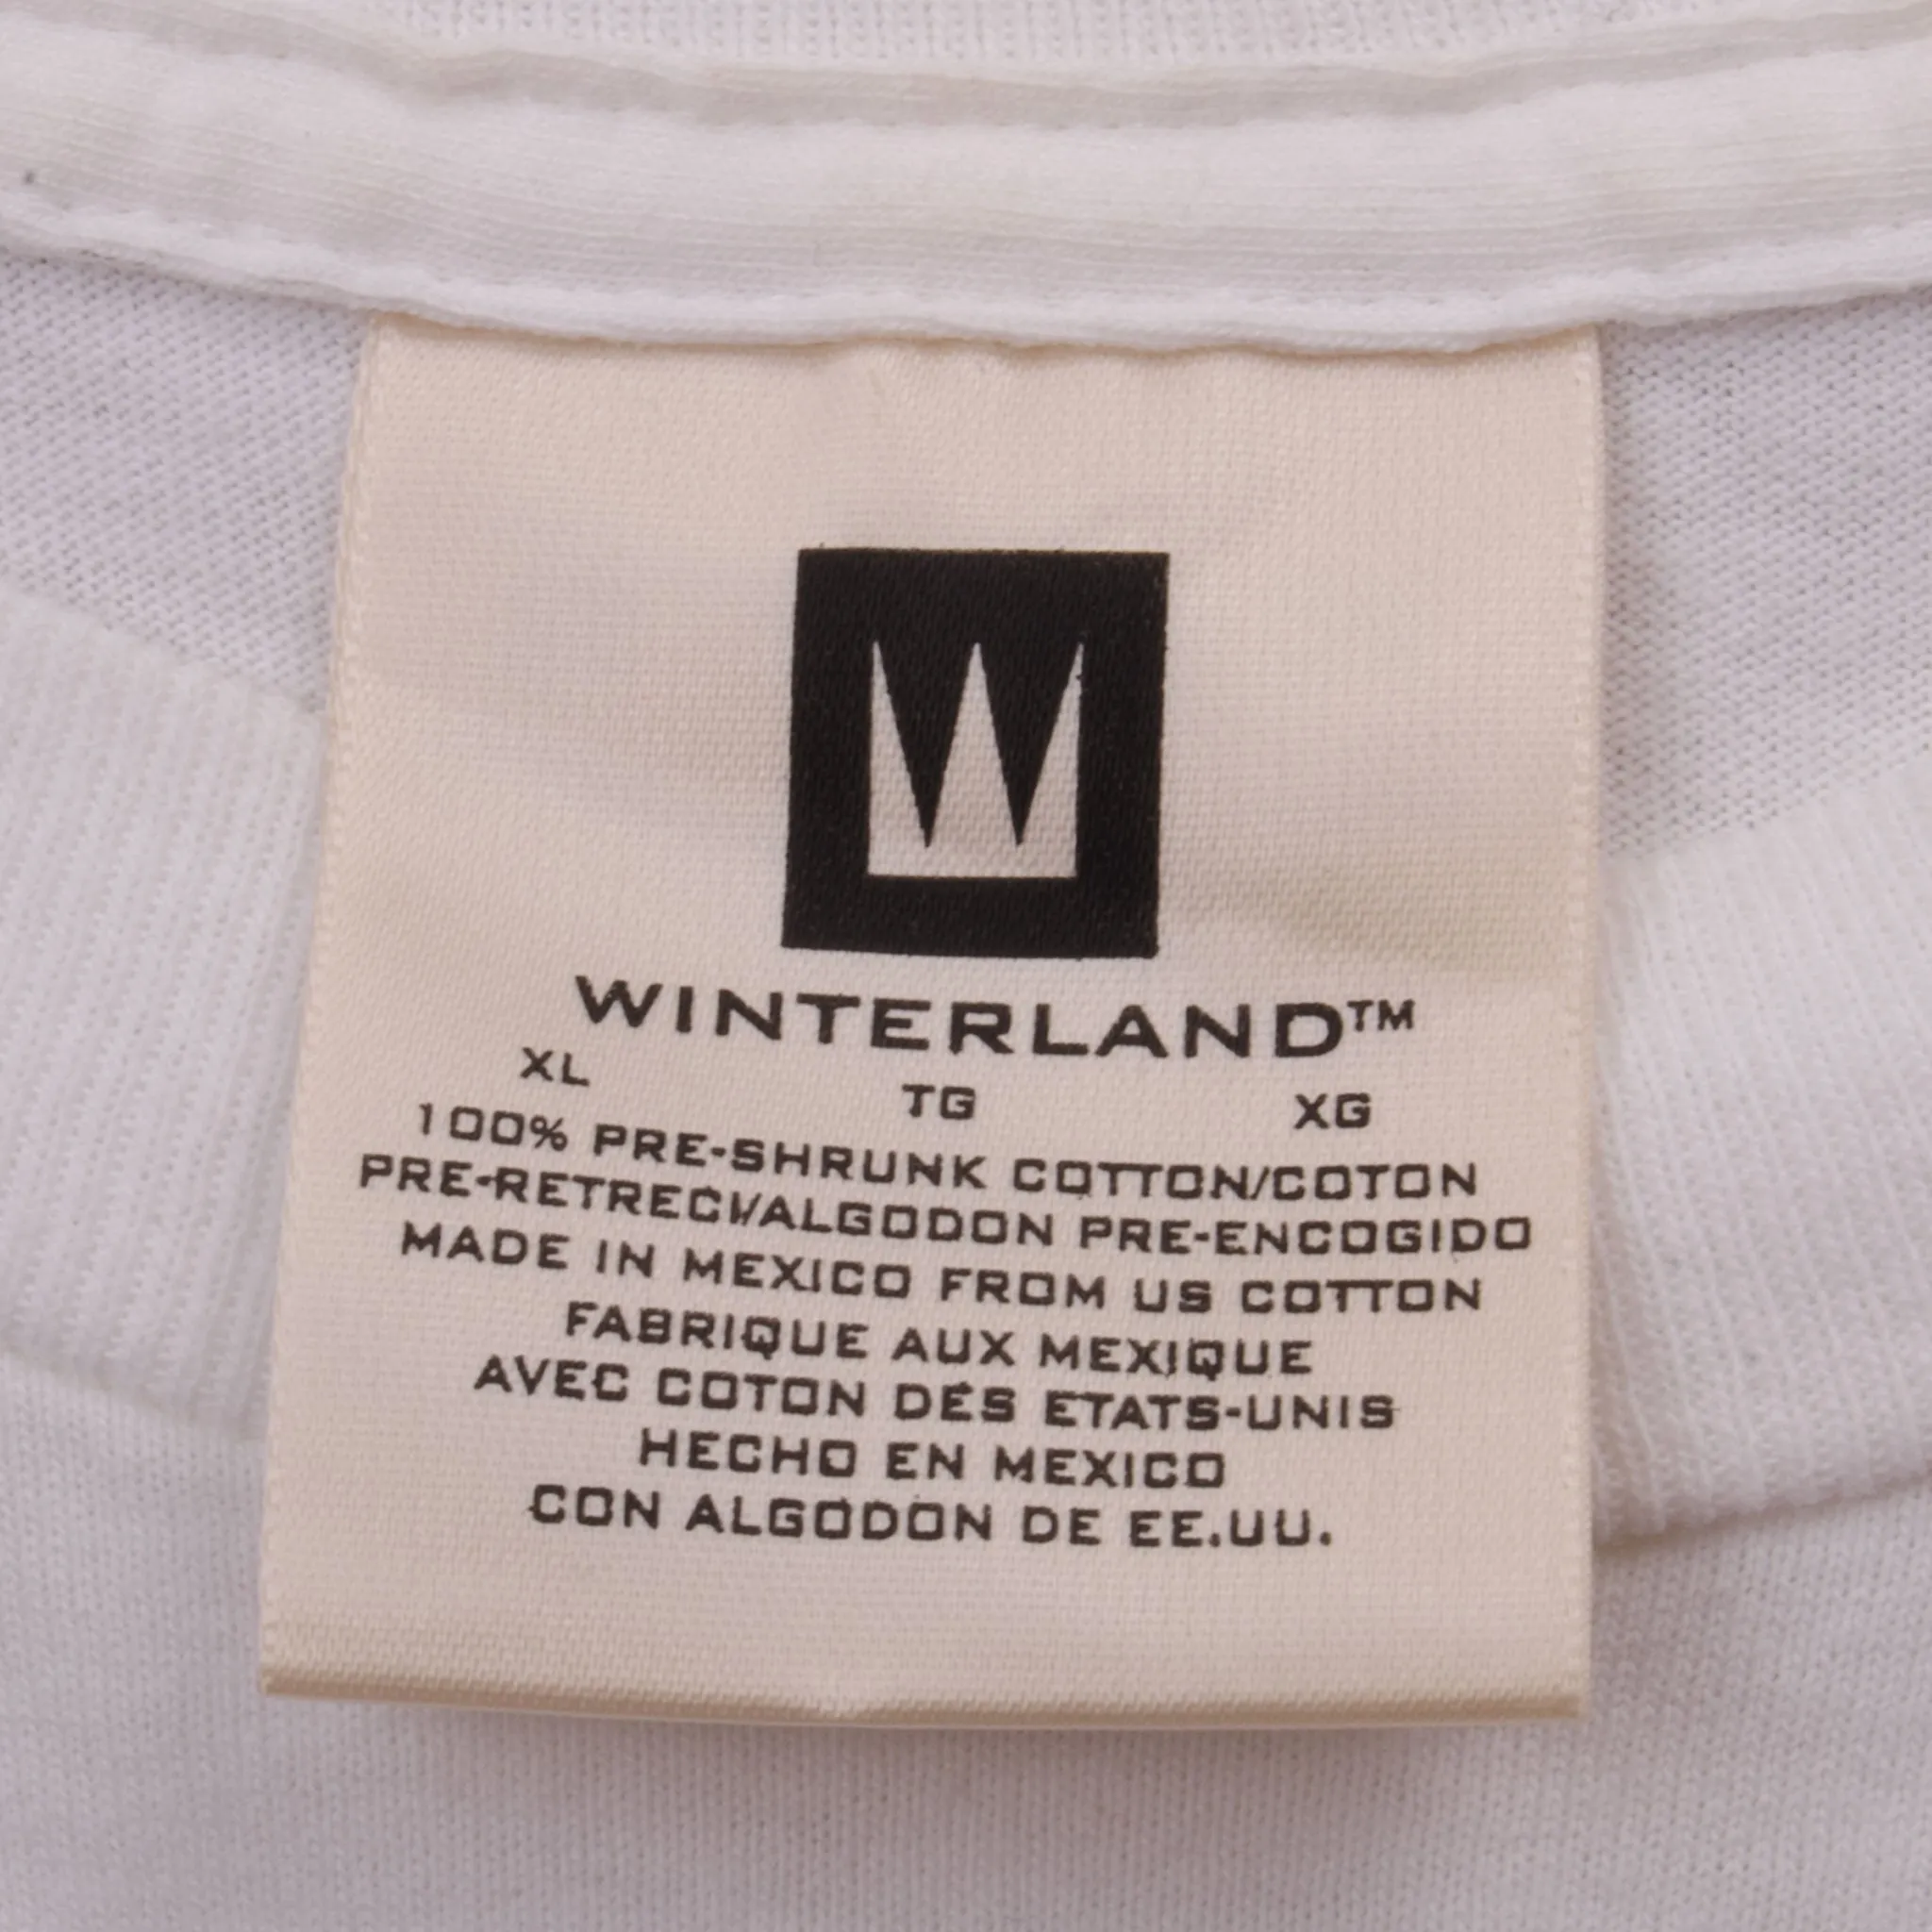 W
WINTERLAND™
XL TG XG
100% PRE-SHRUNK COTTON/COTON
PRE-RETRECI/ALGODON PRE-ENCOGIDO
MADE IN MEXICO FROM US COTTON
FABRIQUE AUX MEXIQUE
AVEC COTON DES ETATS-UNIS
HECHO EN MEXICO
CON ALGODON DE EE.UU.